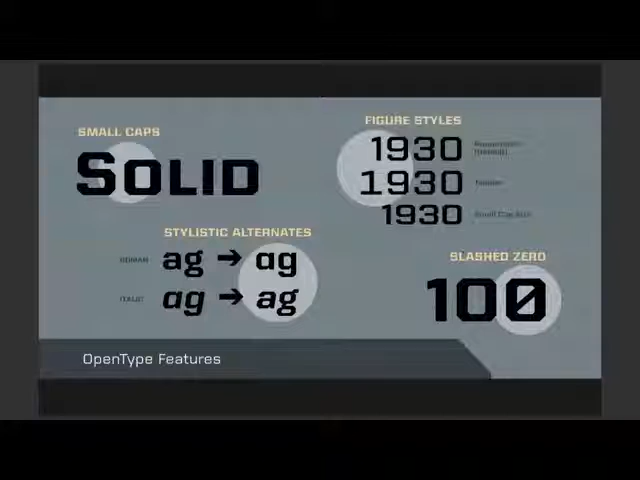 SMALL CAPS
SOLID
FIGURE STYLES
1930
1930
1930
Small Cap Size
STYLISTIC ALTERNATES
ROMAN ag → ag
ITALIC ag → ag
SLASHED ZERO
100
OpenType Features